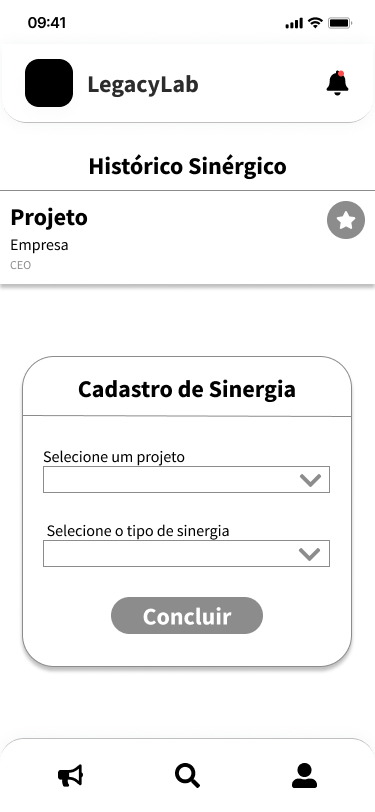 09:41
LegacyLab
Histórico Sinérgico
Projeto
Empresa
CEO
Cadastro de Sinergia
Selecione um projeto
Selecione o tipo de sinergia
Concluir